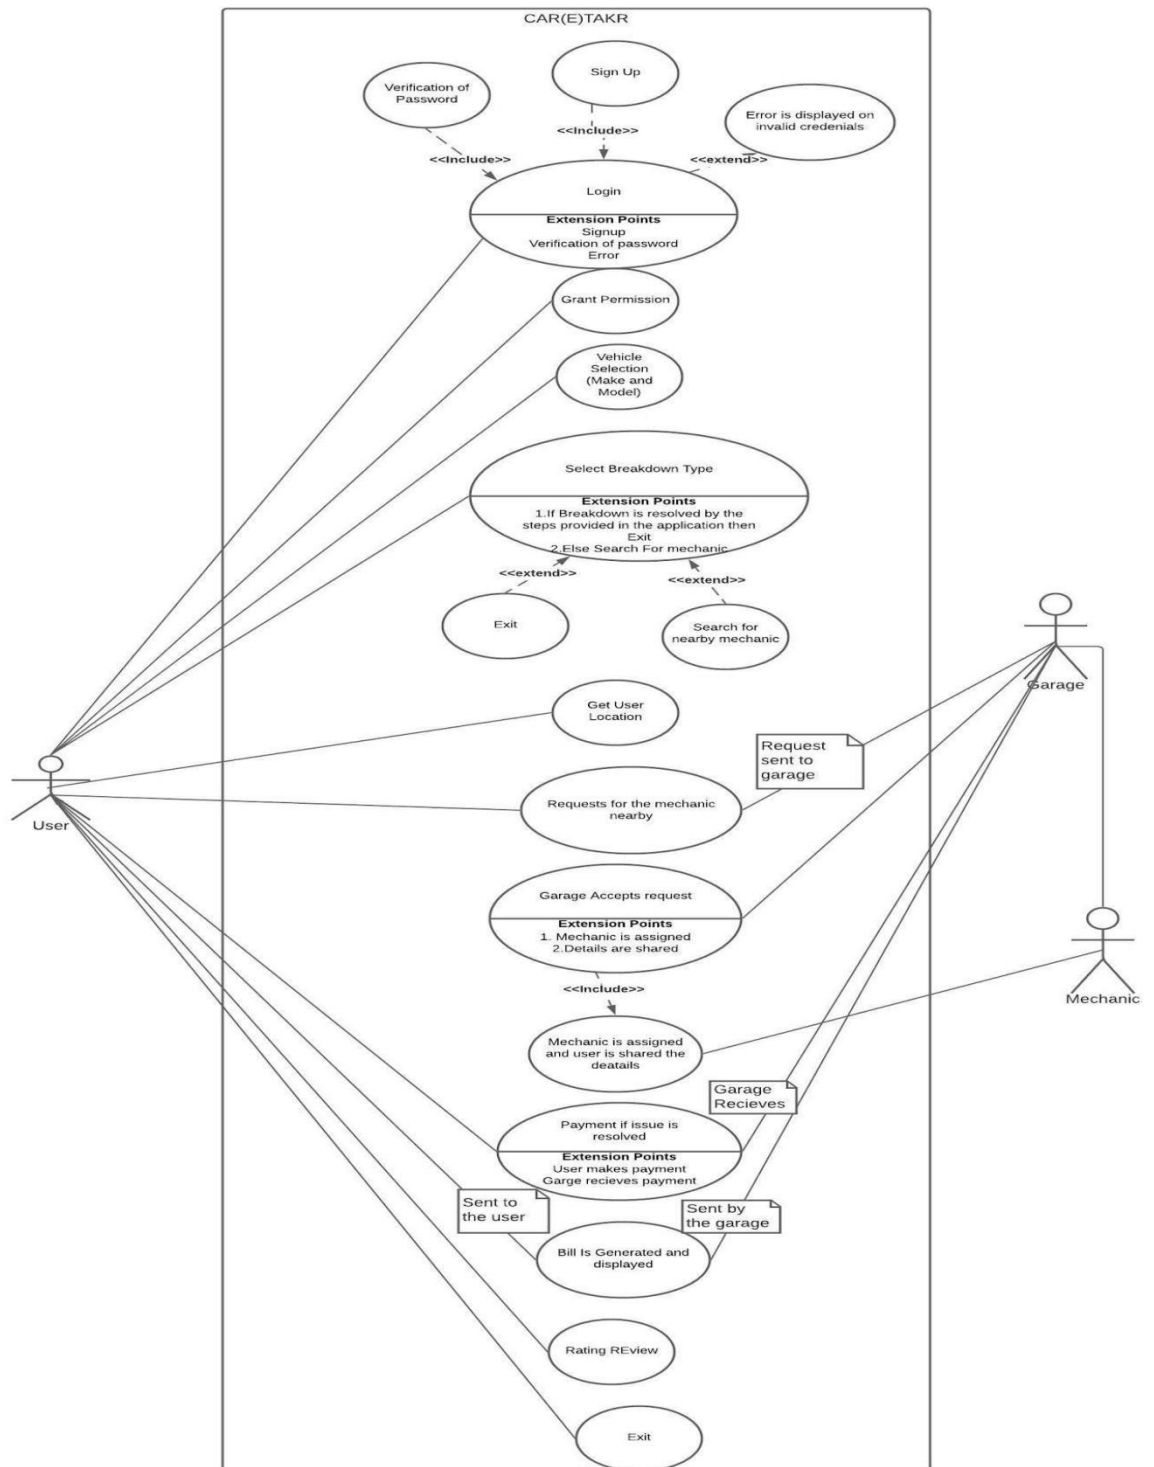 CAR(E)TAKR
Sign Up
Verification of
Password
Error is displayed on
invalid credenials
<<Include>>
<<Include>>
<<extend>>
Login
Extension Points
Signup
Verification of password
Error
Grant Permission
Vehicle
Selection
(Make and
Model)
Select Breakdown Type
Extension Points
1.If Breakdown is resolved by the
steps provided in the application then
Exit
2.Else Search For mechanic
<<extend>>
<<extend>>
Exit
Search for
nearby mechanic
Garage
Get User
Location
Request
sent to
garage
Requests for the mechanic
nearby
User
Garage Accepts request
Extension Points
1. Mechanic is assigned
2.Details are shared
<<Include>>
Mechanic
Mechanic is assigned
and user is shared the
deatails
Garage
Recieves
Payment if issue is
resolved
Extension Points
User makes payment
Garge recieves payment
Sent to
the user
Sent by
the garage
Bill Is Generated and
displayed
Rating REview
Exit